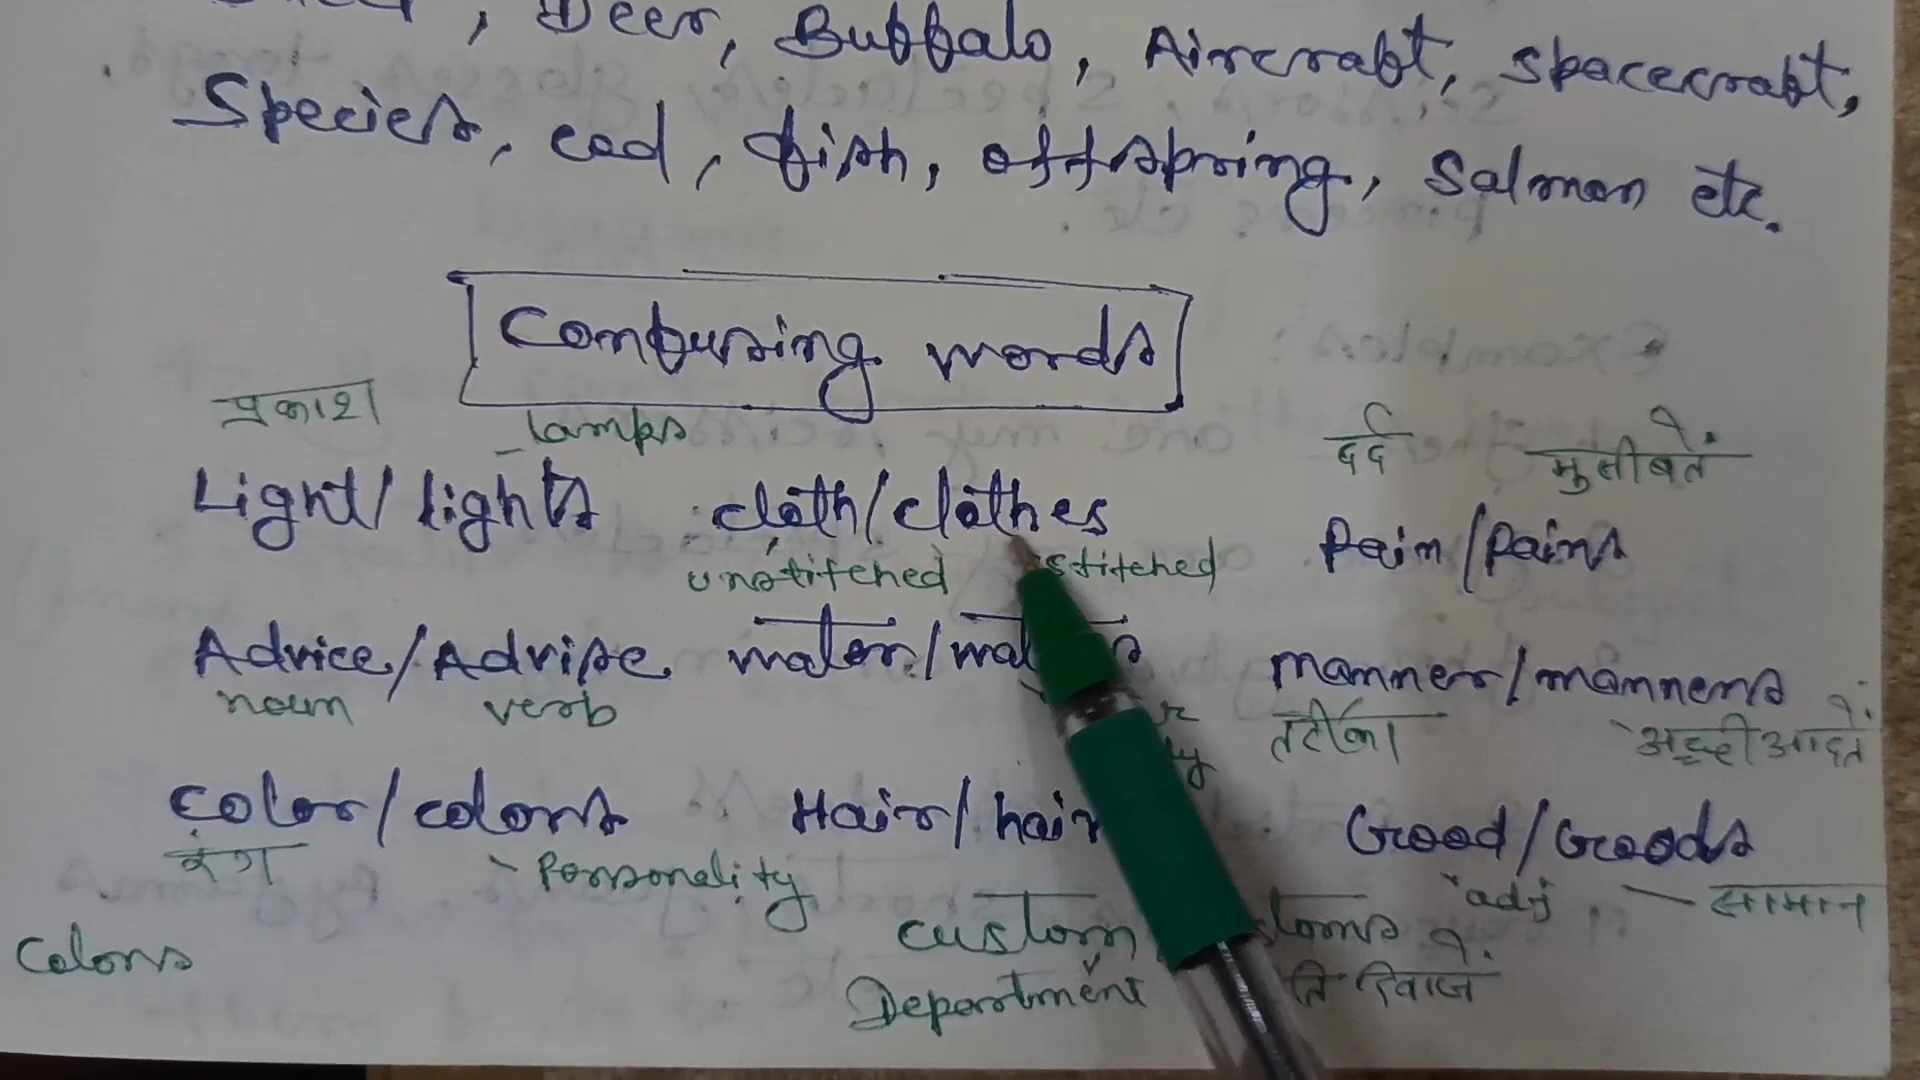 , Deer, Buffalo, Aircraft, spacecraft,
Species, cod, fish, offspring, Salmon etc.
Confusing words
प्रकाश lamps दर्द मुसीबतें
Light/lights cloth/clothes Pain/pains
unstitched stitched
Advice/Advise water/ manner/manners
noun verb तरीका अच्छी आदतें
color/colors Hair/hair Good/Goods
रंग Personality adj सामान
custom
Colors
Department रिवाजें